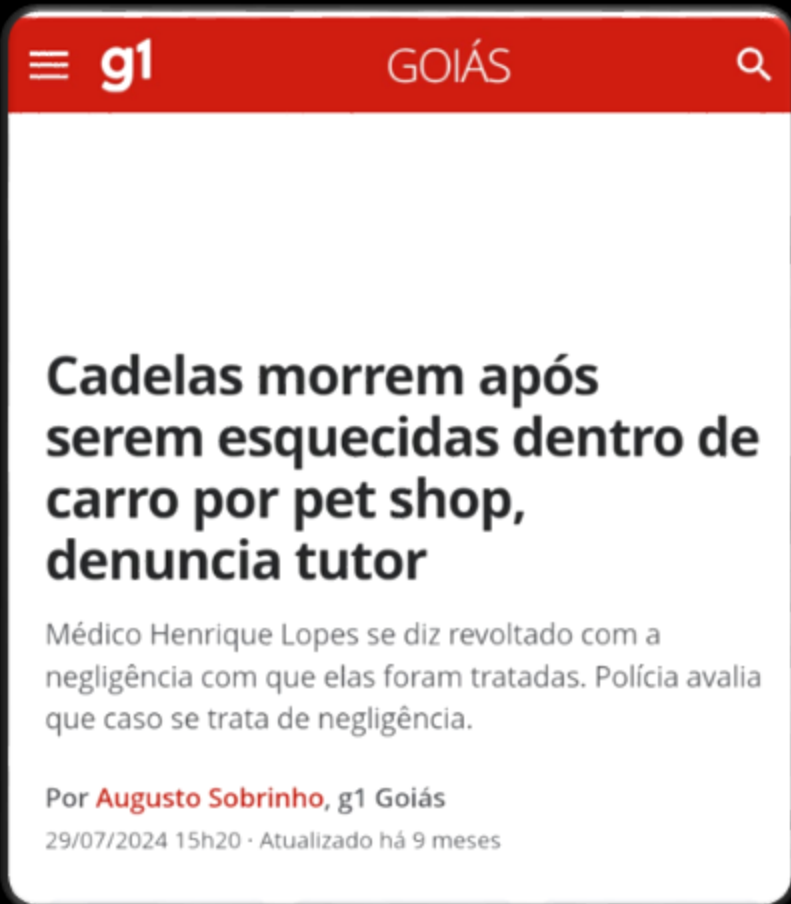 g1 GOIÁS
Cadelas morrem após
serem esquecidas dentro de
carro por pet shop,
denuncia tutor
Médico Henrique Lopes se diz revoltado com a
negligência com que elas foram tratadas. Polícia avalia
que caso se trata de negligência.
Por Augusto Sobrinho, g1 Goiás
29/07/2024 15h20 · Atualizado há 9 meses